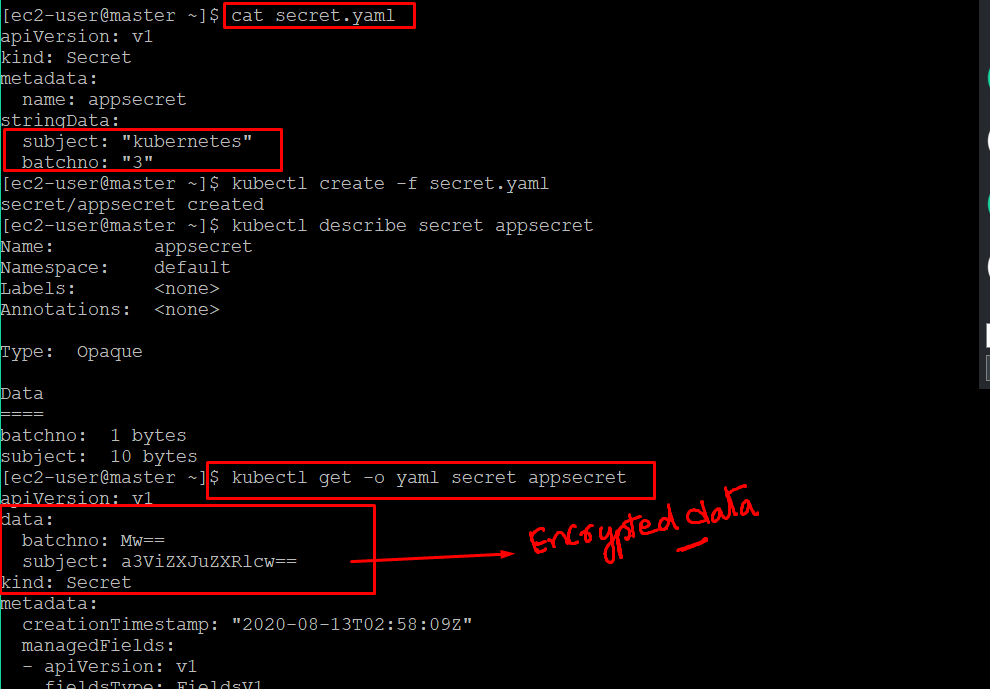 [ec2-user@master ~]$ cat secret.yaml
apiVersion: v1
kind: Secret
metadata:
  name: appsecret
stringData:
  subject: "kubernetes"
  batchno: "3"
[ec2-user@master ~]$ kubectl create -f secret.yaml
secret/appsecret created
[ec2-user@master ~]$ kubectl describe secret appsecret
Name:         appsecret
Namespace:    default
Labels:       <none>
Annotations:  <none>
Type:  Opaque
Data
====
batchno:  1 bytes
subject:  10 bytes
[ec2-user@master ~]$ kubectl get -o yaml secret appsecret
apiVersion: v1
data:
  batchno: Mw==
  subject: a3ViZXJuZXRlcw==
Encrypted data
kind: Secret
metadata:
  creationTimestamp: "2020-08-13T02:58:09Z"
  managedFields:
  - apiVersion: v1
    fieldsType: FieldsV1